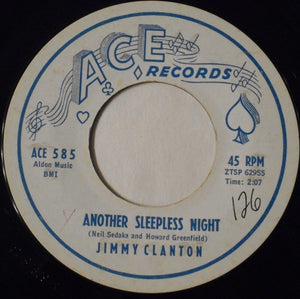 ACE
RECORDS
ACE 585
Aldon Music
BMI
45 RPM
ZTSP 62955
Time: 2:07
126
ANOTHER SLEEPLESS NIGHT
(Neil Sedaka and Howard Greenfield)
JIMMY CLANTON